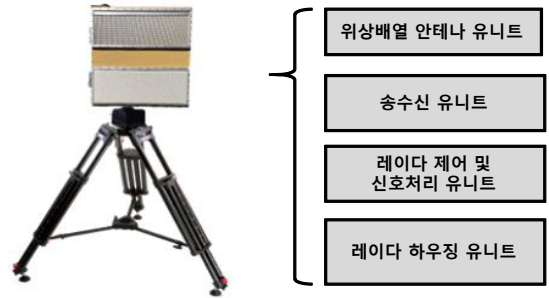 위상배열 안테나 유니트
송수신 유니트
레이다 제어 및
신호처리 유니트
레이다 하우징 유니트